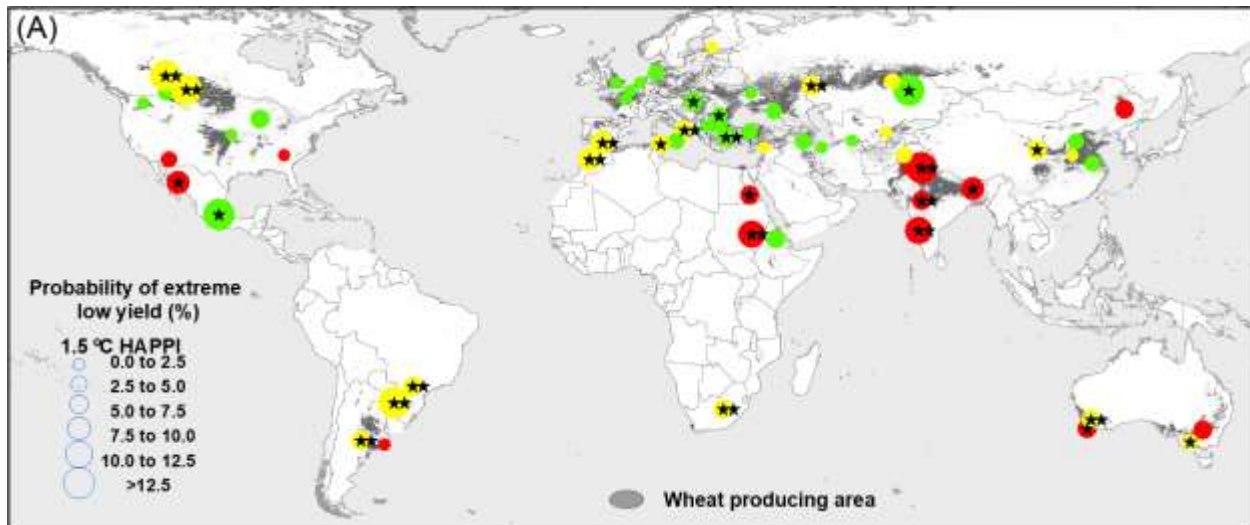 (A)
Probability of extreme
low yield (%)
1.5 ºC HAPPI
0.0 to 2.5
2.5 to 5.0
5.0 to 7.5
7.5 to 10.0
10.0 to 12.5
>12.5
Wheat producing area